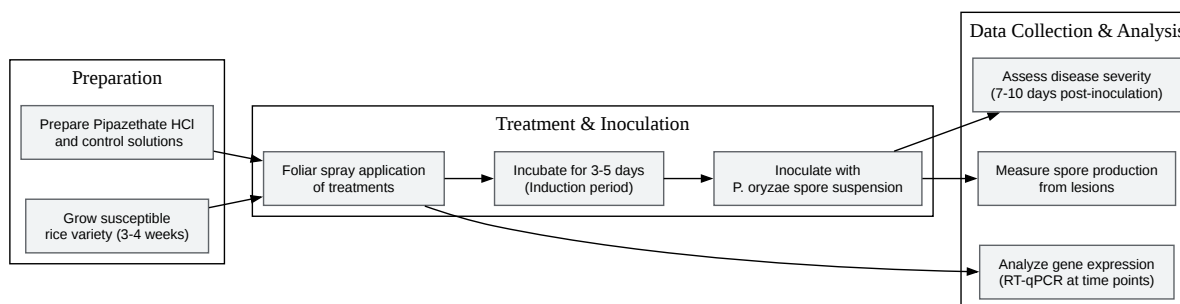 Preparation
Prepare Pipazethate HCl
and control solutions
Grow susceptible
rice variety (3-4 weeks)
Treatment & Inoculation
Foliar spray application
of treatments
Incubate for 3-5 days
(Induction period)
Inoculate with
P. oryzae spore suspension
Data Collection & Analysis
Assess disease severity
(7-10 days post-inoculation)
Measure spore production
from lesions
Analyze gene expression
(RT-qPCR at time points)